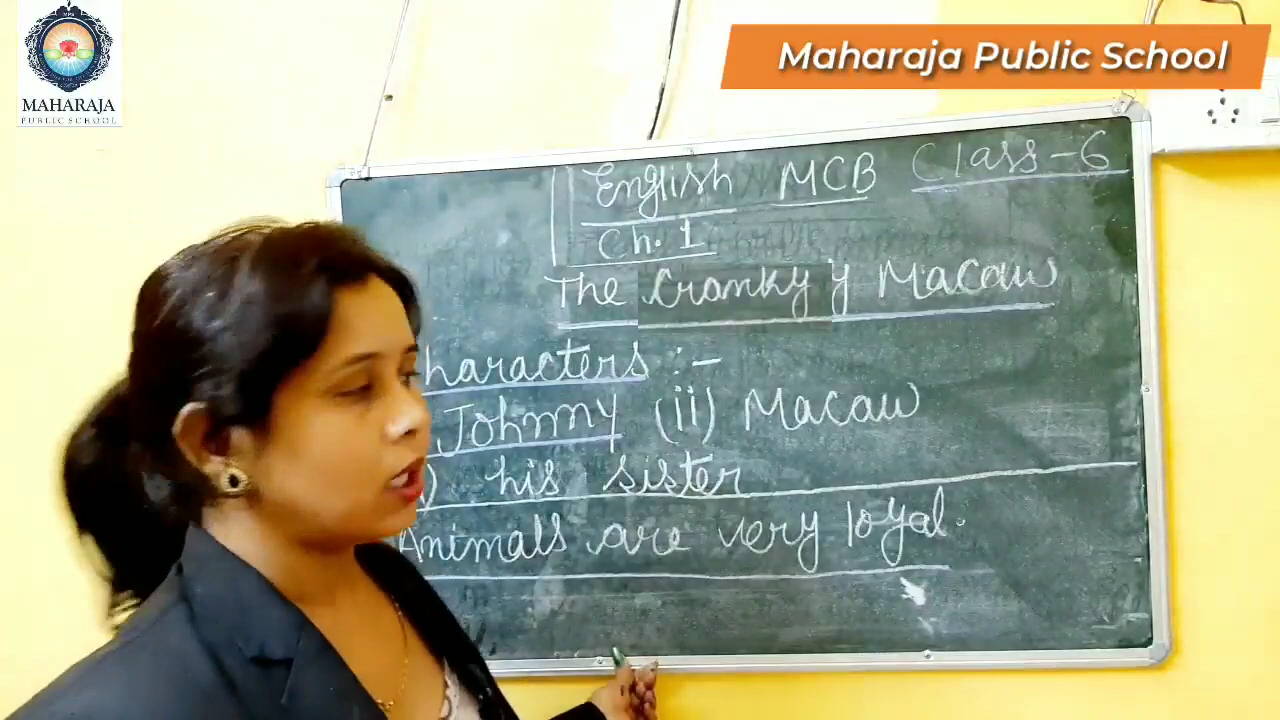 MAHARAJA
PUBLIC SCHOOL
Maharaja Public School
English MCB Class-6
Ch. 1
The Cranky y Macaw
haracters :-
Johnny (ii) Macaw
) his sister
Animals are very loyal.